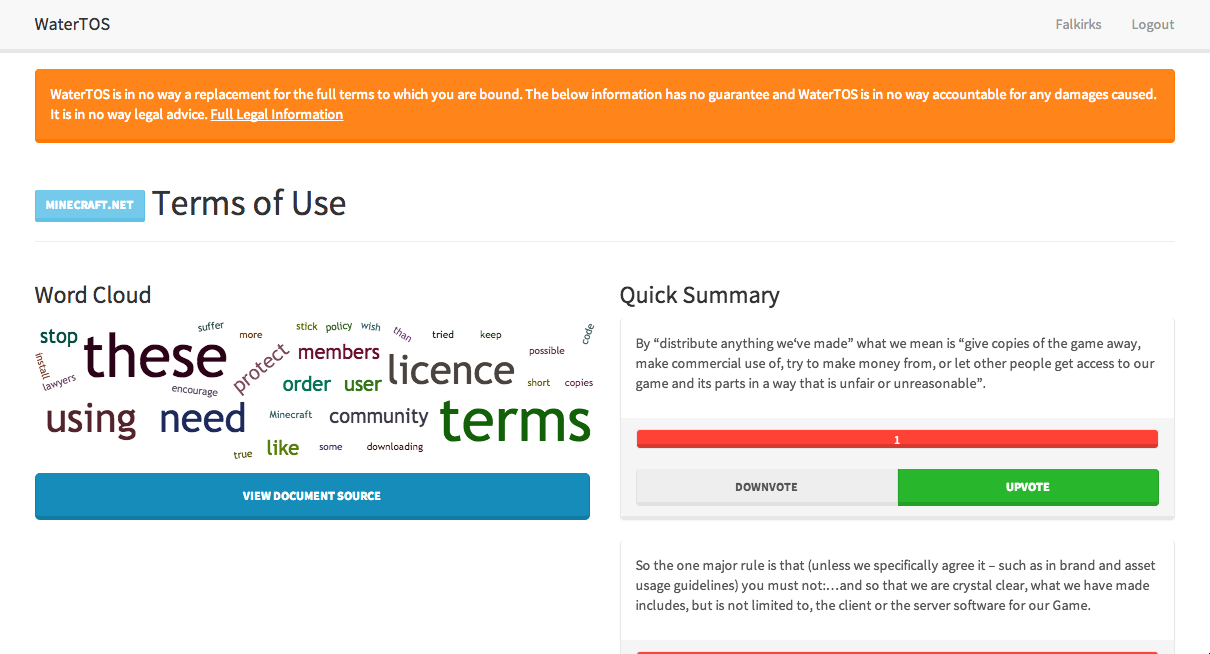 WaterTOS
Falkirks Logout
WaterTOS is in no way a replacement for the full terms to which you are bound. The below information has no guarantee and WaterTOS is in no way accountable for any damages caused.
It is in no way legal advice. Full Legal Information
MINECRAFT.NET Terms of Use
Word Cloud
stop
these
suffer
more
stick
policy
wish
than
tried
keep
code
install
lawyers
encourage
protect
members
order
user
licence
possible
short
copies
using
need
Minecraft
community
terms
true
like
some
downloading
VIEW DOCUMENT SOURCE
Quick Summary
By “distribute anything we‘ve made” what we mean is “give copies of the game away,
make commercial use of, try to make money from, or let other people get access to our
game and its parts in a way that is unfair or unreasonable”.
1
DOWNVOTE UPVOTE
So the one major rule is that (unless we specifically agree it – such as in brand and asset
usage guidelines) you must not:…and so that we are crystal clear, what we have made
includes, but is not limited to, the client or the server software for our Game.